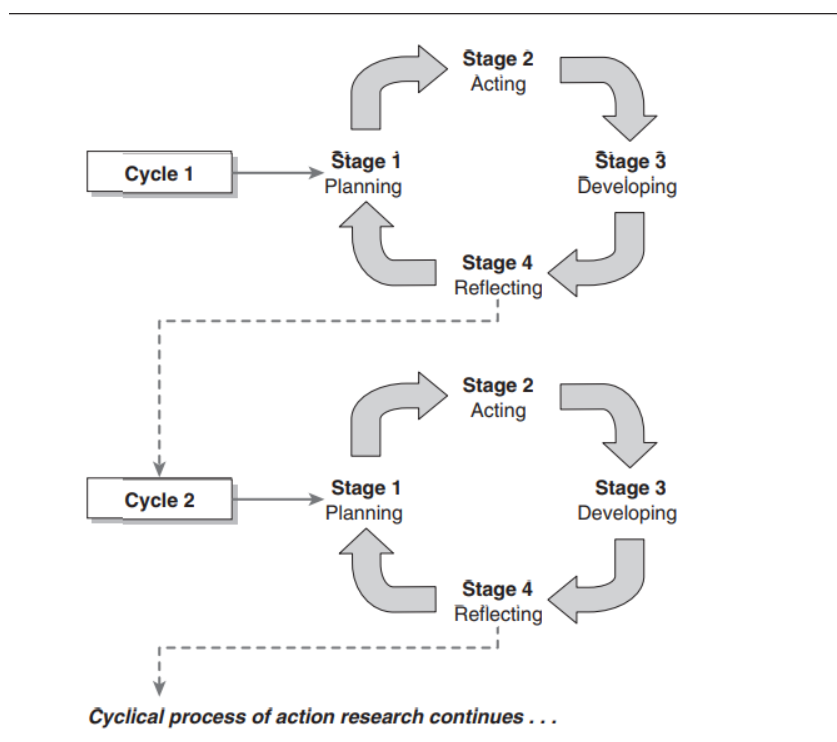 Stage 2
Acting
Cycle 1
Stage 1
Planning
Stage 3
Developing
Stage 4
Reflecting
Stage 2
Acting
Cycle 2
Stage 1
Planning
Stage 3
Developing
Stage 4
Reflecting
Cyclical process of action research continues . . .